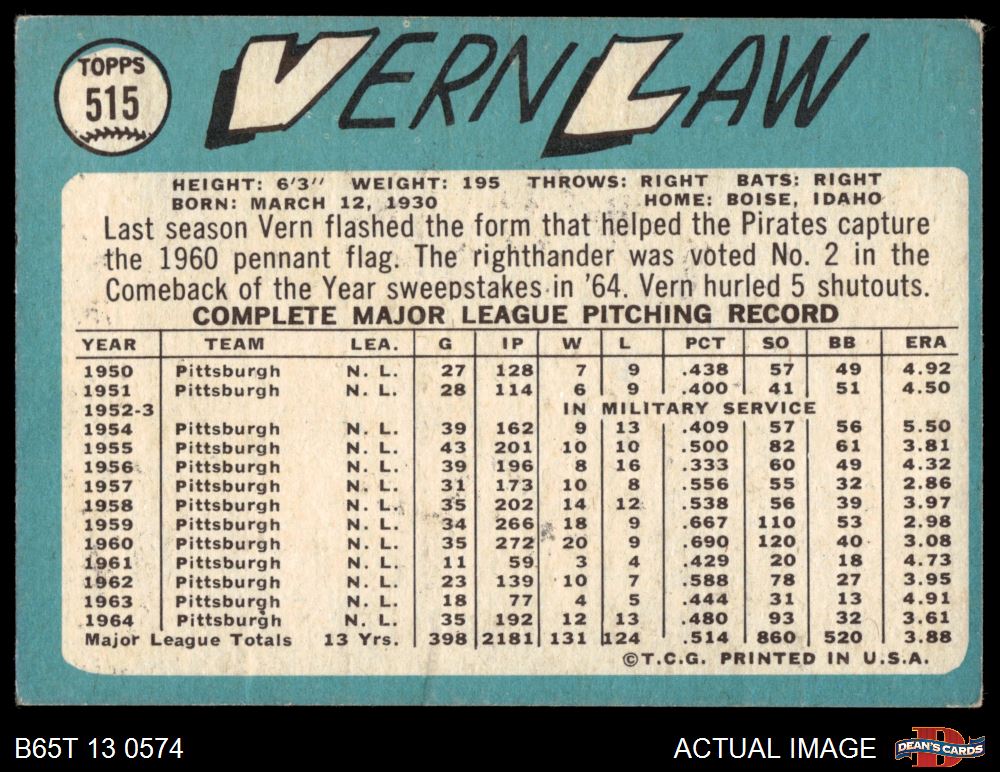 TOPPS
515
VERN LAW
HEIGHT: 6'3" WEIGHT: 195 THROWS: RIGHT BATS: RIGHT
BORN: MARCH 12, 1930 HOME: BOISE, IDAHO
Last season Vern flashed the form that helped the Pirates capture
the 1960 pennant flag. The righthander was voted No. 2 in the
Comeback of the Year sweepstakes in '64. Vern hurled 5 shutouts.
COMPLETE MAJOR LEAGUE PITCHING RECORD
YEAR TEAM LEA. G IP W L PCT SO BB ERA
1950 Pittsburgh N. L. 27 128 7 9 .438 57 49 4.92
1951 Pittsburgh N. L. 28 114 6 9 .400 41 51 4.50
1952-3 IN MILITARY SERVICE
1954 Pittsburgh N. L. 39 162 9 13 .409 57 56 5.50
1955 Pittsburgh N. L. 43 201 10 10 .500 82 61 3.81
1956 Pittsburgh N. L. 39 196 8 16 .333 60 49 4.32
1957 Pittsburgh N. L. 31 173 10 8 .556 55 32 2.86
1958 Pittsburgh N. L. 35 202 14 12 .538 56 39 3.97
1959 Pittsburgh N. L. 34 266 18 9 .667 110 53 2.98
1960 Pittsburgh N. L. 35 272 20 9 .690 120 40 3.08
1961 Pittsburgh N. L. 11 59 3 4 .429 20 18 4.73
1962 Pittsburgh N. L. 23 139 10 7 .588 78 27 3.95
1963 Pittsburgh N. L. 18 77 4 5 .444 31 13 4.91
1964 Pittsburgh N. L. 35 192 12 13 .480 93 32 3.61
Major League Totals 13 Yrs. 398 2181 131 124 .514 860 520 3.88
©T.C.G. PRINTED IN U.S.A.
B65T 13 0574 ACTUAL IMAGE DEAN'S CARDS